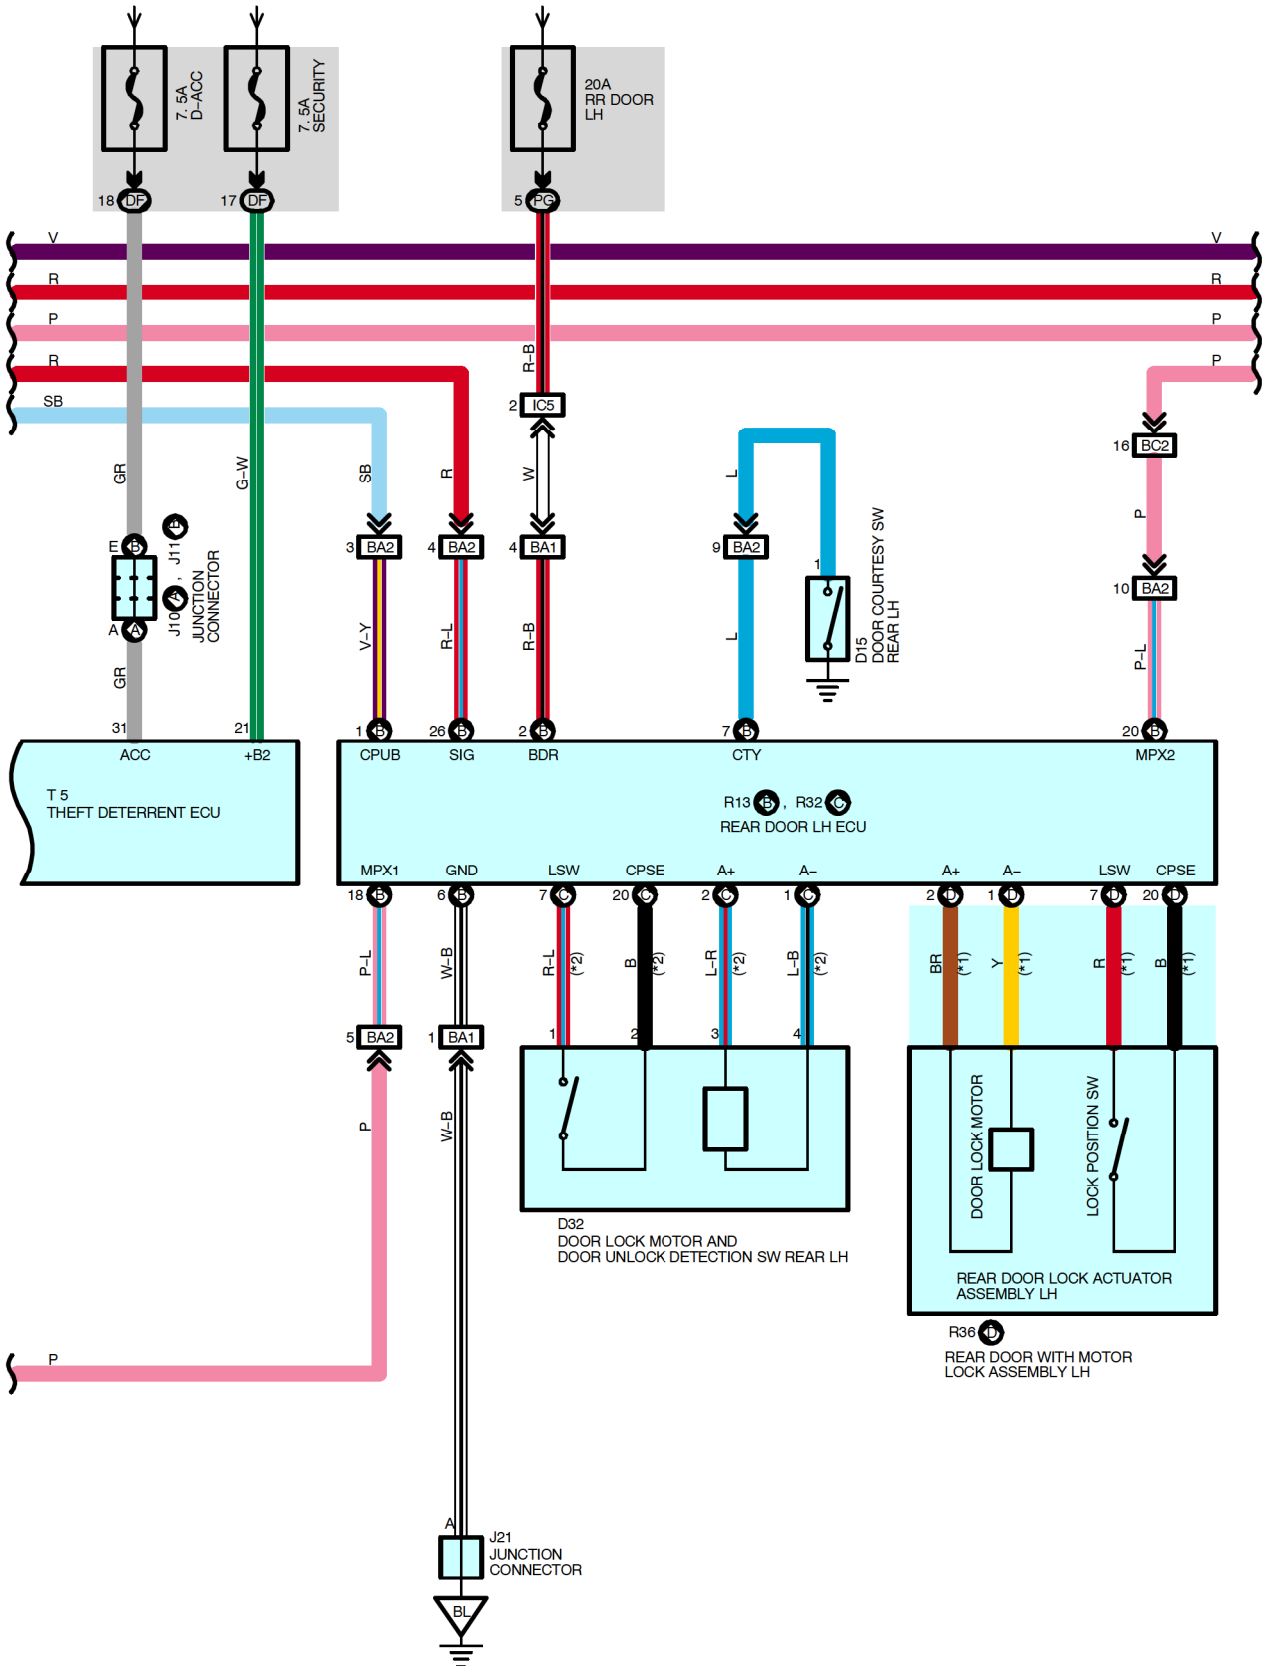 7. 5A
D-ACC
7. 5A
SECURITY
20A
RR DOOR
LH
18 DF
17 DF
5 PG
V
V
R
R
P
P
R
P
SB
R-B
2 IC5
16 BC2
GR
G-W
SB
R
W
L
P
E B
J10 A , J11 B
JUNCTION
CONNECTOR
A A
3 BA2
4 BA2
4 BA1
9 BA2
1
D15
DOOR COURTESY SW
REAR LH
10 BA2
GR
V-Y
R-L
R-B
L
P-L
31
21
1 B
26 B
2 B
7 B
20 B
ACC
+B2
CPUB
SIG
BDR
CTY
MPX2
T 5
THEFT DETERRENT ECU
R13 B , R32 C
REAR DOOR LH ECU
MPX1
GND
LSW
CPSE
A+
A-
A+
A-
LSW
CPSE
18 B
6 B
7 C
20 C
2 C
1 C
2 D
1 D
7 D
20 D
P-L
W-B
R-L
(*2)
B
(*2)
L-R
(*2)
L-B
(*2)
BR
(*1)
Y
(*1)
R
(*1)
B
(*1)
5 BA2
1 BA1
1
2
3
4
P
W-B
DOOR LOCK MOTOR
LOCK POSITION SW
D32
DOOR LOCK MOTOR AND
DOOR UNLOCK DETECTION SW REAR LH
REAR DOOR LOCK ACTUATOR
ASSEMBLY LH
R36 D
REAR DOOR WITH MOTOR
LOCK ASSEMBLY LH
P
A
J21
JUNCTION
CONNECTOR
BL